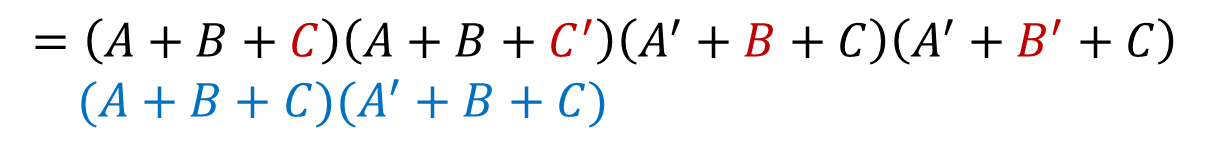 = (A + B + C)(A + B + C′)(A′ + B + C)(A′ + B′ + C)
(A + B + C)(A′ + B + C)